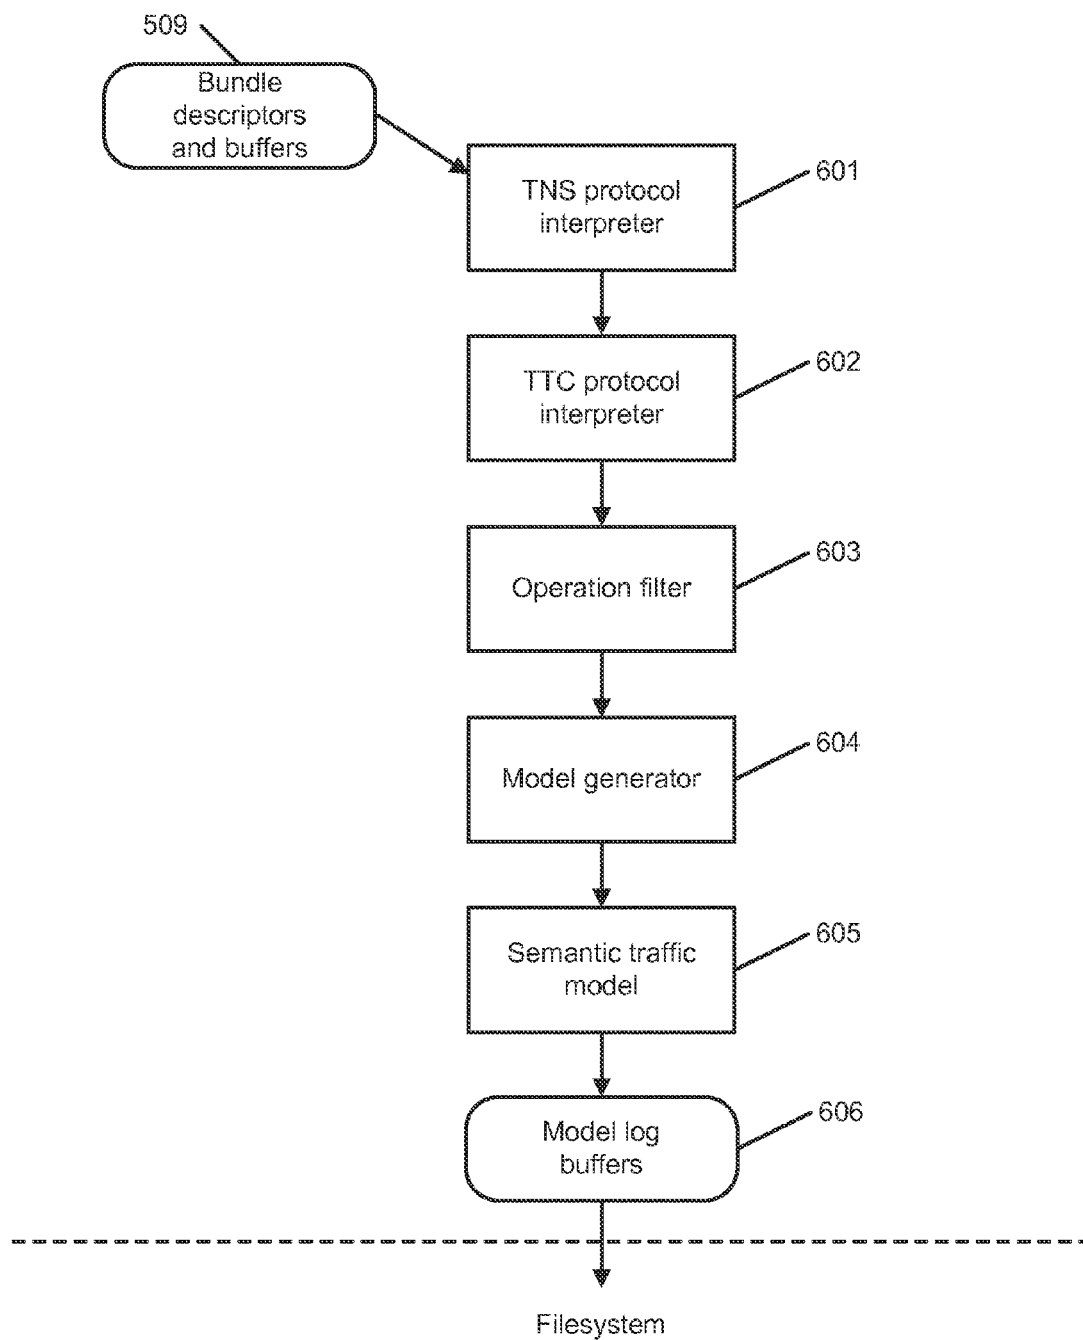 509
Bundle
descriptors
and buffers
TNS protocol
interpreter
601
TTC protocol
interpreter
602
Operation filter
603
Model generator
604
Semantic traffic
model
605
Model log
buffers
606
Filesystem